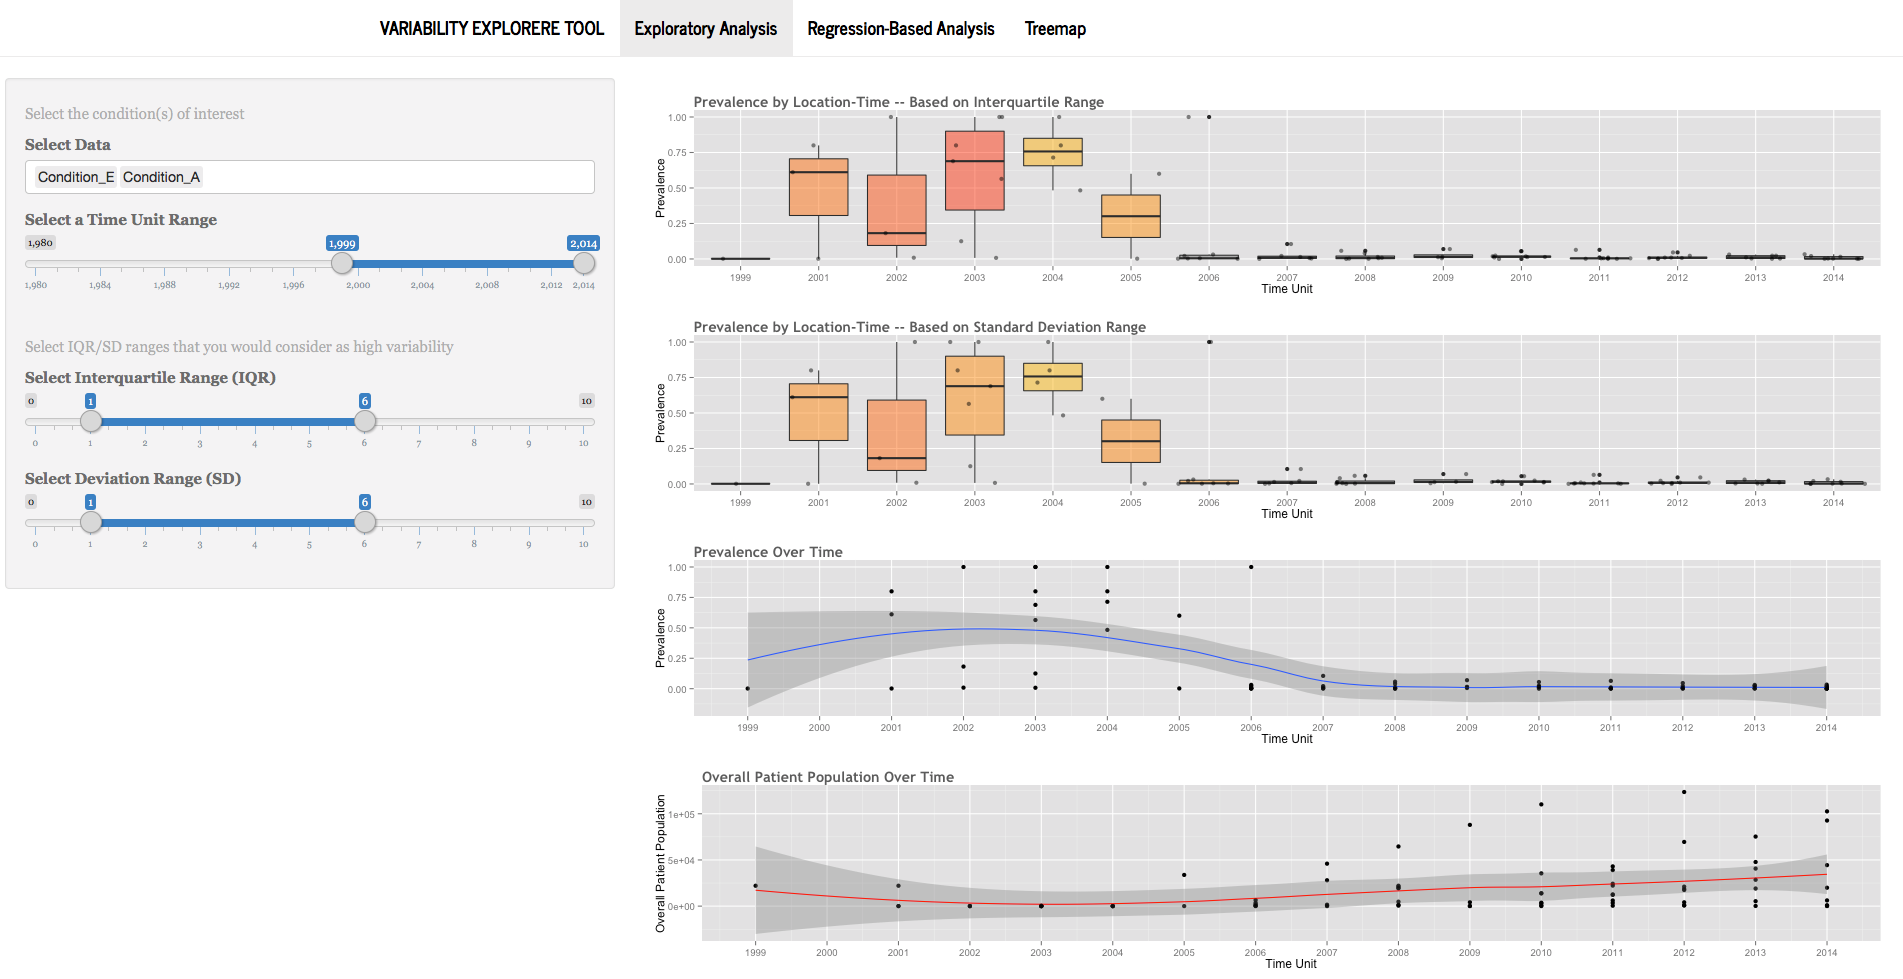 VARIABILITY EXPLORERE TOOL Exploratory Analysis Regression-Based Analysis Treemap
Select the condition(s) of interest
Select Data
Condition_E Condition_A
Select a Time Unit Range
1,980 1,999 2,014
1,980 1,984 1,988 1,992 1,996 2,000 2,004 2,008 2,012 2,014
Select IQR/SD ranges that you would consider as high variability
Select Interquartile Range (IQR)
0 1 6 10
0 1 2 3 4 5 6 7 8 9 10
Select Deviation Range (SD)
0 1 6 10
0 1 2 3 4 5 6 7 8 9 10
Prevalence by Location-Time -- Based on Interquartile Range
Prevalence
1.00
0.75
0.50
0.25
0.00
1999 2001 2002 2003 2004 2005 2006 2007 2008 2009 2010 2011 2012 2013 2014
Time Unit
Prevalence by Location-Time -- Based on Standard Deviation Range
Prevalence
1.00
0.75
0.50
0.25
0.00
1999 2001 2002 2003 2004 2005 2006 2007 2008 2009 2010 2011 2012 2013 2014
Time Unit
Prevalence Over Time
Prevalence
1.00
0.75
0.50
0.25
0.00
1999 2000 2001 2002 2003 2004 2005 2006 2007 2008 2009 2010 2011 2012 2013 2014
Time Unit
Overall Patient Population Over Time
Overall Patient Population
1e+05
5e+04
0e+00
1999 2000 2001 2002 2003 2004 2005 2006 2007 2008 2009 2010 2011 2012 2013 2014
Time Unit